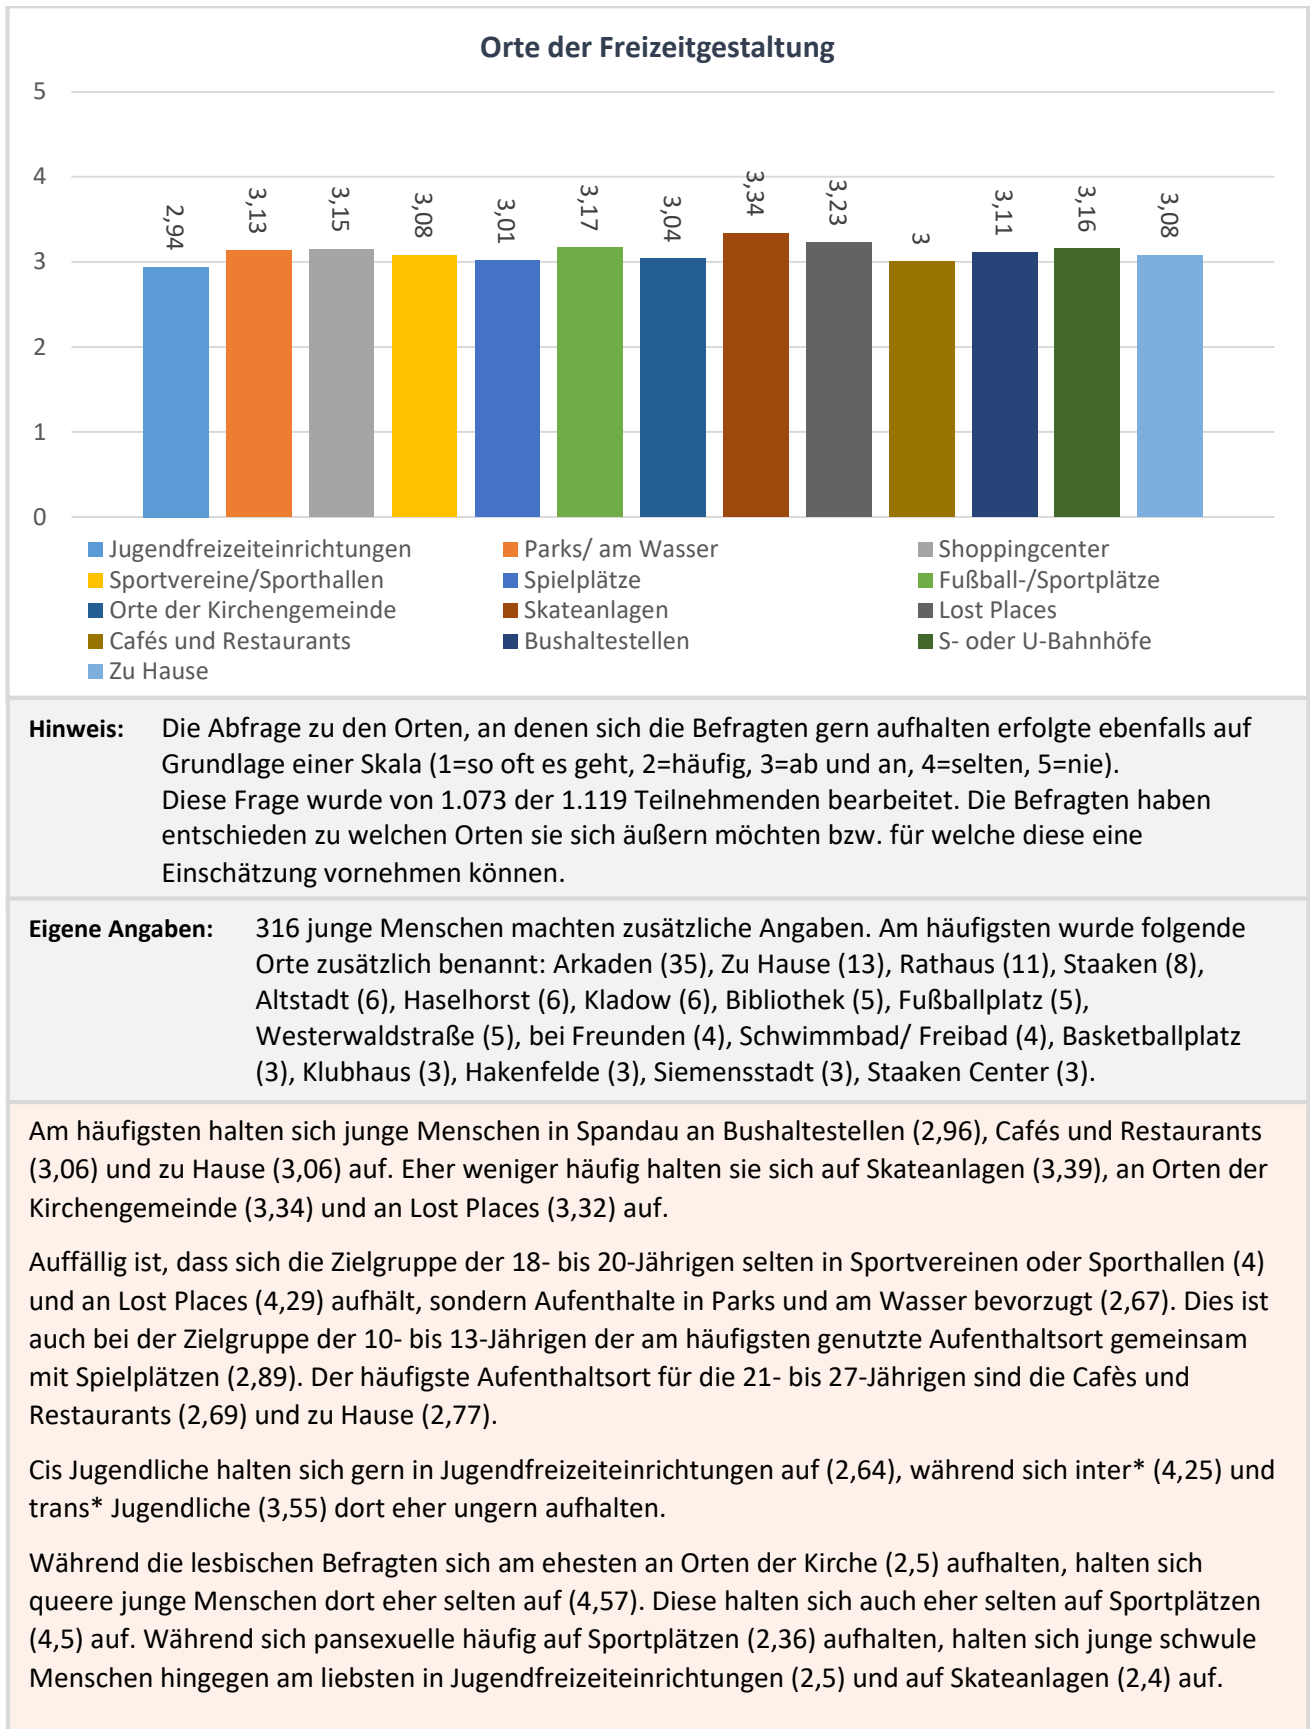 Orte der Freizeitgestaltung
5
4
3
2
1
0
2,94
3,13
3,15
3,08
3,01
3,17
3,04
3,34
3,23
3
3,11
3,16
3,08
Jugendfreizeiteinrichtungen
Parks/ am Wasser
Shoppingcenter
Sportvereine/Sporthallen
Spielplätze
Fußball-/Sportplätze
Orte der Kirchengemeinde
Skateanlagen
Lost Places
Cafés und Restaurants
Bushaltestellen
S- oder U-Bahnhöfe
Zu Hause
Hinweis: Die Abfrage zu den Orten, an denen sich die Befragten gern aufhalten erfolgte ebenfalls auf
Grundlage einer Skala (1=so oft es geht, 2=häufig, 3=ab und an, 4=selten, 5=nie).
Diese Frage wurde von 1.073 der 1.119 Teilnehmenden bearbeitet. Die Befragten haben
entschieden zu welchen Orten sie sich äußern möchten bzw. für welche diese eine
Einschätzung vornehmen können.
Eigene Angaben: 316 junge Menschen machten zusätzliche Angaben. Am häufigsten wurde folgende
Orte zusätzlich benannt: Arkaden (35), Zu Hause (13), Rathaus (11), Staaken (8),
Altstadt (6), Haselhorst (6), Kladow (6), Bibliothek (5), Fußballplatz (5),
Westerwaldstraße (5), bei Freunden (4), Schwimmbad/ Freibad (4), Basketballplatz
(3), Klubhaus (3), Hakenfelde (3), Siemensstadt (3), Staaken Center (3).
Am häufigsten halten sich junge Menschen in Spandau an Bushaltestellen (2,96), Cafés und Restaurants
(3,06) und zu Hause (3,06) auf. Eher weniger häufig halten sie sich auf Skateanlagen (3,39), an Orten der
Kirchengemeinde (3,34) und an Lost Places (3,32) auf.
Auffällig ist, dass sich die Zielgruppe der 18- bis 20-Jährigen selten in Sportvereinen oder Sporthallen (4)
und an Lost Places (4,29) aufhält, sondern Aufenthalte in Parks und am Wasser bevorzugt (2,67). Dies ist
auch bei der Zielgruppe der 10- bis 13-Jährigen der am häufigsten genutzte Aufenthaltsort gemeinsam
mit Spielplätzen (2,89). Der häufigste Aufenthaltsort für die 21- bis 27-Jährigen sind die Cafès und
Restaurants (2,69) und zu Hause (2,77).
Cis Jugendliche halten sich gern in Jugendfreizeiteinrichtungen auf (2,64), während sich inter* (4,25) und
trans* Jugendliche (3,55) dort eher ungern aufhalten.
Während die lesbischen Befragten sich am ehesten an Orten der Kirche (2,5) aufhalten, halten sich
queere junge Menschen dort eher selten auf (4,57). Diese halten sich auch eher selten auf Sportplätzen
(4,5) auf. Während sich pansexuelle häufig auf Sportplätzen (2,36) aufhalten, halten sich junge schwule
Menschen hingegen am liebsten in Jugendfreizeiteinrichtungen (2,5) und auf Skateanlagen (2,4) auf.